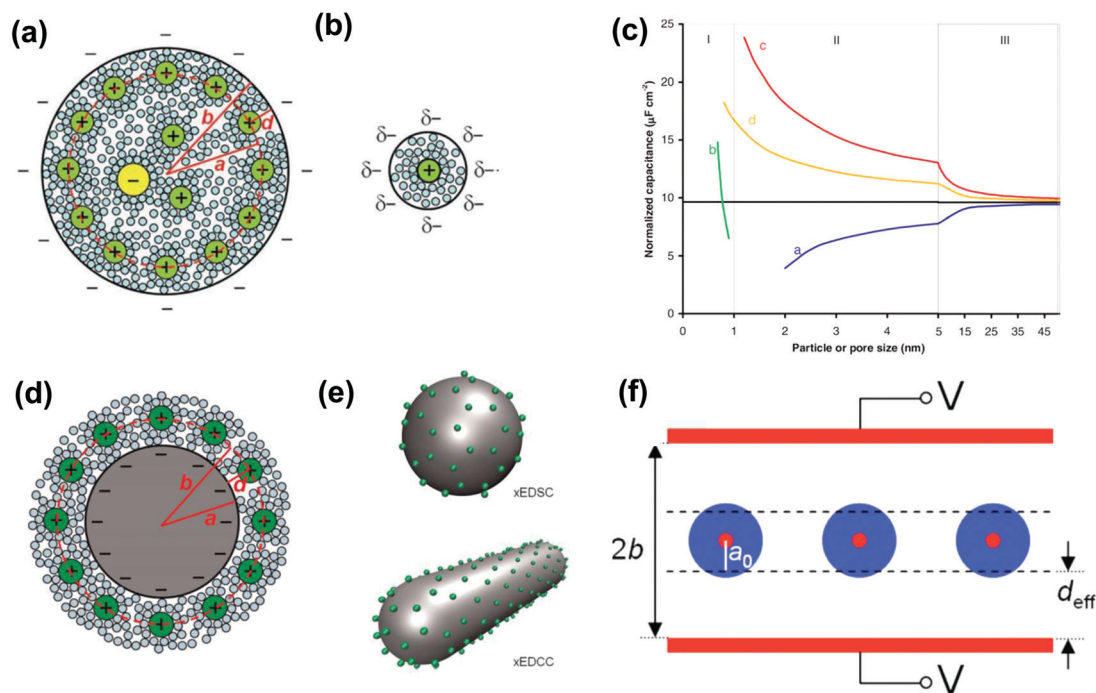 (a)
− − − − − − − − − − − −
+ + + + + + + + + + + + + +
−
b
d
a
(b)
δ− δ− δ−
δ− + δ−
δ− δ− δ−
(c)
Normalized capacitance (µF cm⁻²)
25
20
15
10
5
0
I II III
c
d
b
a
0 1 2 3 4 5 15 25 35 45
Particle or pore size (nm)
(d)
+ + + + + + + + + + + +
− − − − − − − − − − − −
b
d
a
(e)
xEDSC
xEDCC
(f)
V
2b
a0
deff
V